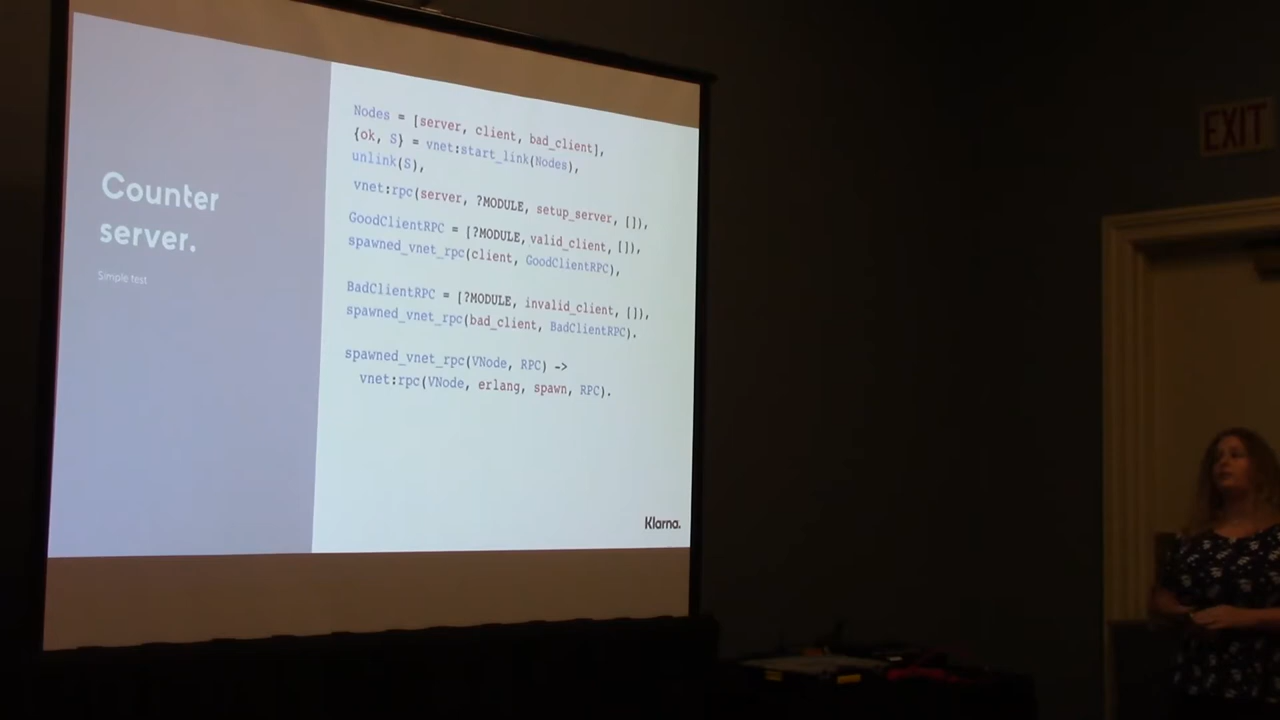 Counter
server.
Simple test
Nodes = [server, client, bad_client],
{ok, S} = vnet:start_link(Nodes),
unlink(S),
vnet:rpc(server, ?MODULE, setup_server, []),
GoodClientRPC = [?MODULE, valid_client, []],
spawned_vnet_rpc(client, GoodClientRPC),
BadClientRPC = [?MODULE, invalid_client, []],
spawned_vnet_rpc(bad_client, BadClientRPC).
spawned_vnet_rpc(VNode, RPC) ->
vnet:rpc(VNode, erlang, spawn, RPC).
Klarna.
EXIT